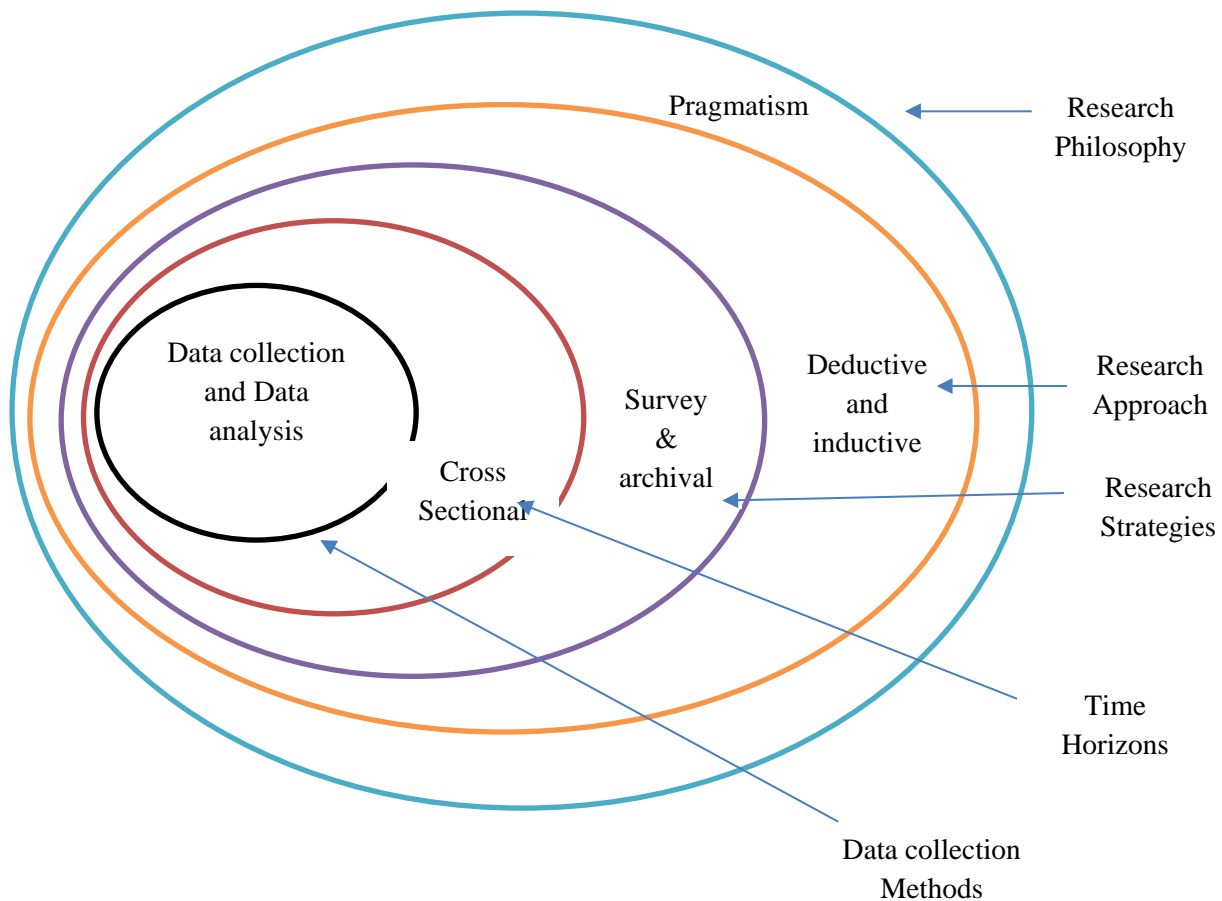 Pragmatism
Research
Philosophy
Data collection
and Data
analysis
Cross
Sectional
Survey
&
archival
Deductive
and
inductive
Research
Approach
Research
Strategies
Time
Horizons
Data collection
Methods